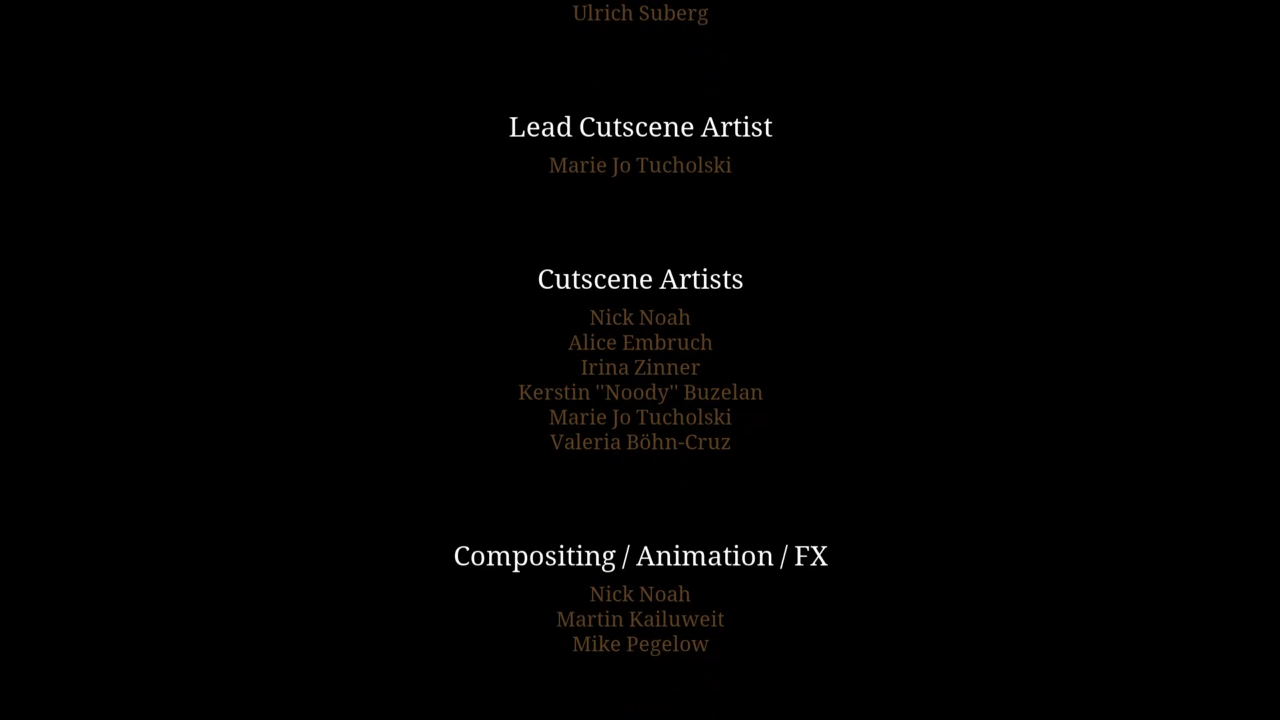 Ulrich Suberg
Lead Cutscene Artist
Marie Jo Tucholski
Cutscene Artists
Nick Noah
Alice Embruch
Irina Zinner
Kerstin "Noody" Buzelan
Marie Jo Tucholski
Valeria Böhn-Cruz
Compositing / Animation / FX
Nick Noah
Martin Kailuweit
Mike Pegelow